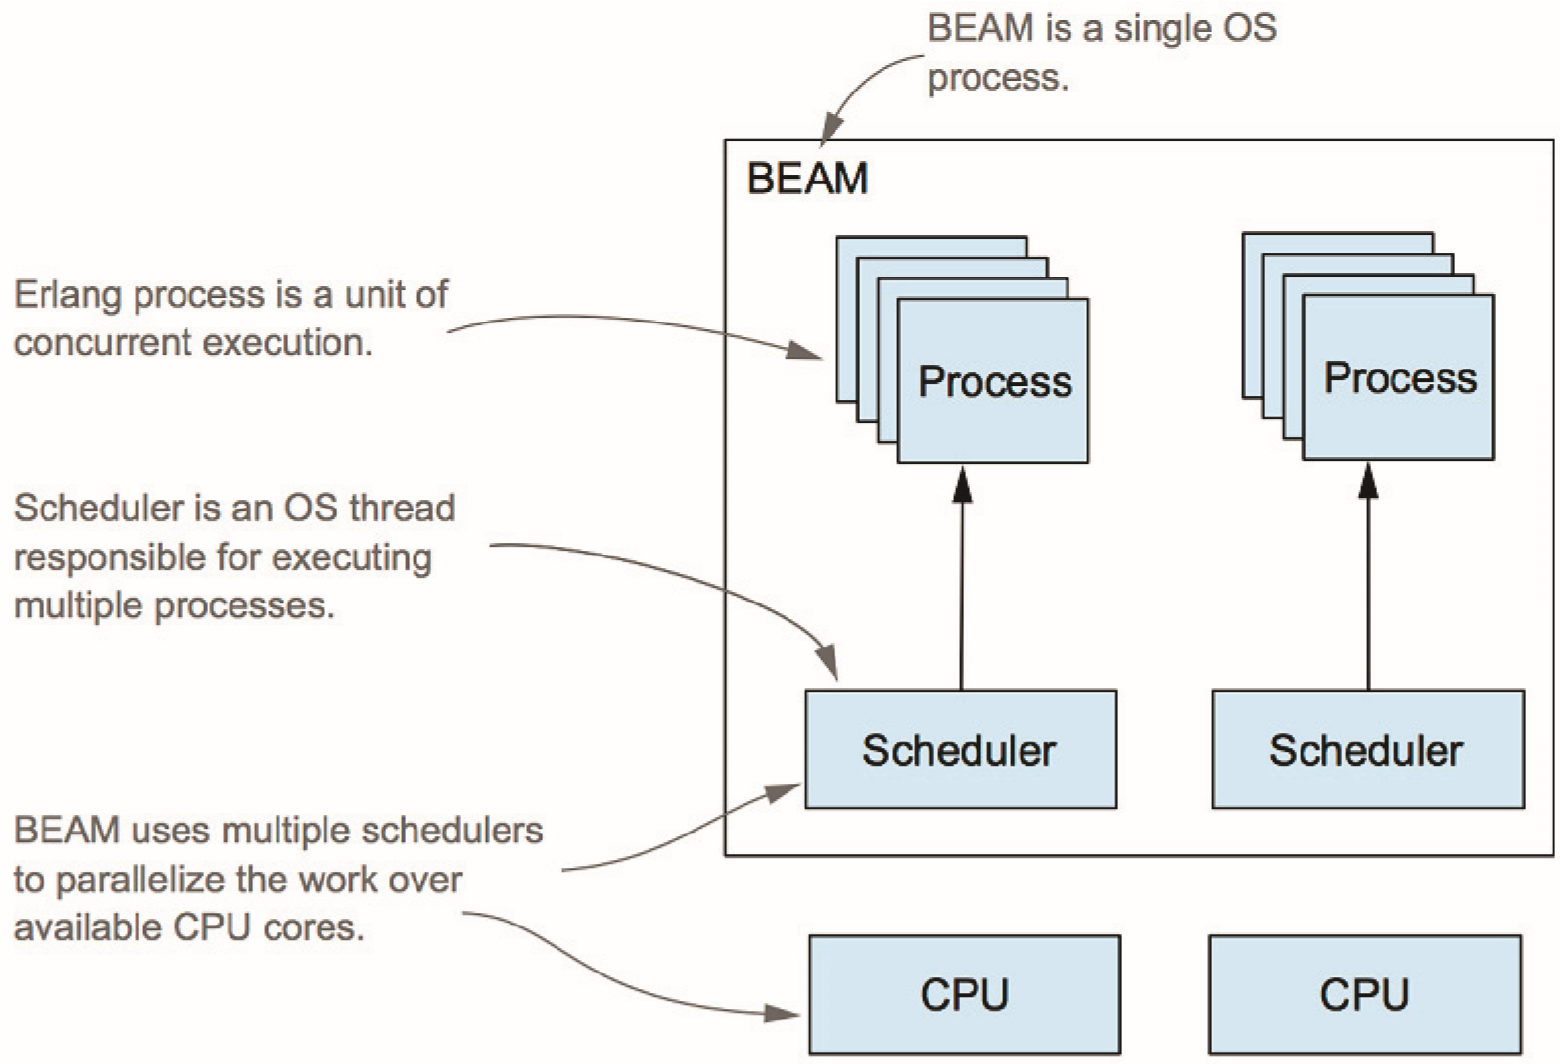 BEAM is a single OS
process.
BEAM
Erlang process is a unit of
concurrent execution.
Process
Process
Scheduler is an OS thread
responsible for executing
multiple processes.
Scheduler
Scheduler
BEAM uses multiple schedulers
to parallelize the work over
available CPU cores.
CPU
CPU